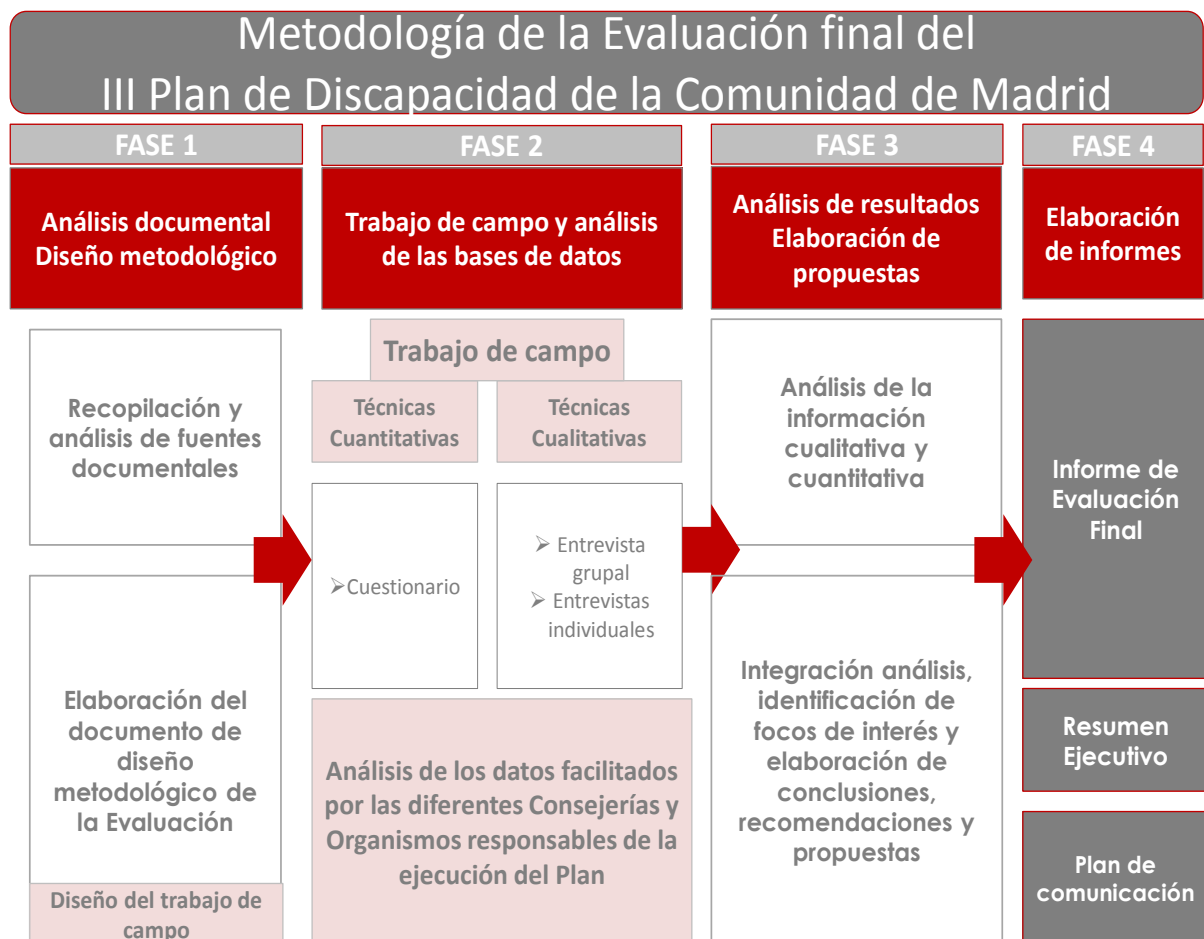 Metodología de la Evaluación final del
III Plan de Discapacidad de la Comunidad de Madrid
FASE 1
Análisis documental
Diseño metodológico
Recopilación y
análisis de fuentes
documentales
Elaboración del
documento de
diseño
metodológico de
la Evaluación
Diseño del trabajo de
campo
FASE 2
Trabajo de campo y análisis
de las bases de datos
Trabajo de campo
Técnicas
Cuantitativas
Técnicas
Cualitativas
➢Cuestionario
➢ Entrevista
grupal
➢ Entrevistas
individuales
Análisis de los datos facilitados
por las diferentes Consejerías y
Organismos responsables de la
ejecución del Plan
FASE 3
Análisis de resultados
Elaboración de
propuestas
Análisis de la
información
cualitativa y
cuantitativa
Integración análisis,
identificación de
focos de interés y
elaboración de
conclusiones,
recomendaciones y
propuestas
FASE 4
Elaboración
de informes
Informe de
Evaluación
Final
Resumen
Ejecutivo
Plan de
comunicación